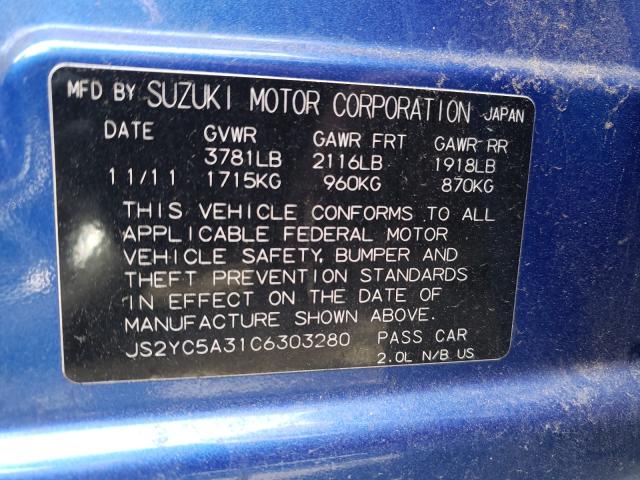 MFD BY SUZUKI MOTOR CORPORATION JAPAN
DATE GVWR GAWR FRT GAWR RR
3781LB 2116LB 1918LB
11/11 1715KG 960KG 870KG
THIS VEHICLE CONFORMS TO ALL
APPLICABLE FEDERAL MOTOR
VEHICLE SAFETY, BUMPER AND
THEFT PREVENTION STANDARDS
IN EFFECT ON THE DATE OF
MANUFACTURE SHOWN ABOVE.
JS2YC5A31C6303280 PASS CAR
2.0L N/B US